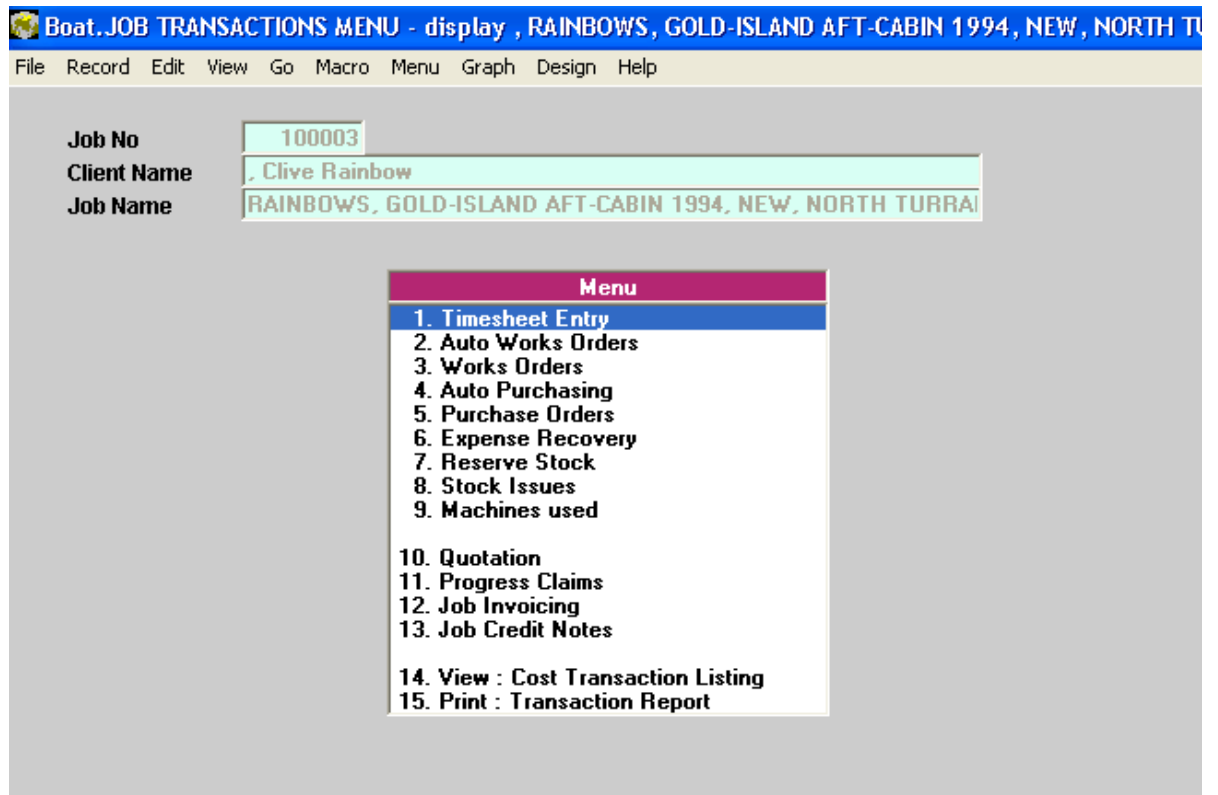 Boat.JOB TRANSACTIONS MENU - display , RAINBOWS, GOLD-ISLAND AFT-CABIN 1994, NEW, NORTH
File Record Edit View Go Macro Menu Graph Design Help
Job No 100003
Client Name , Clive Rainbow
Job Name RAINBOWS, GOLD-ISLAND AFT-CABIN 1994, NEW, NORTH
Menu
1. Timesheet Entry
2. Auto Works Orders
3. Works Orders
4. Auto Purchasing
5. Purchase Orders
6. Expense Recovery
7. Reserve Stock
8. Stock Issues
9. Machines used
10. Quotation
11. Progress Claims
12. Job Invoicing
13. Job Credit Notes
14. View : Cost Transaction Listing
15. Print : Transaction Report